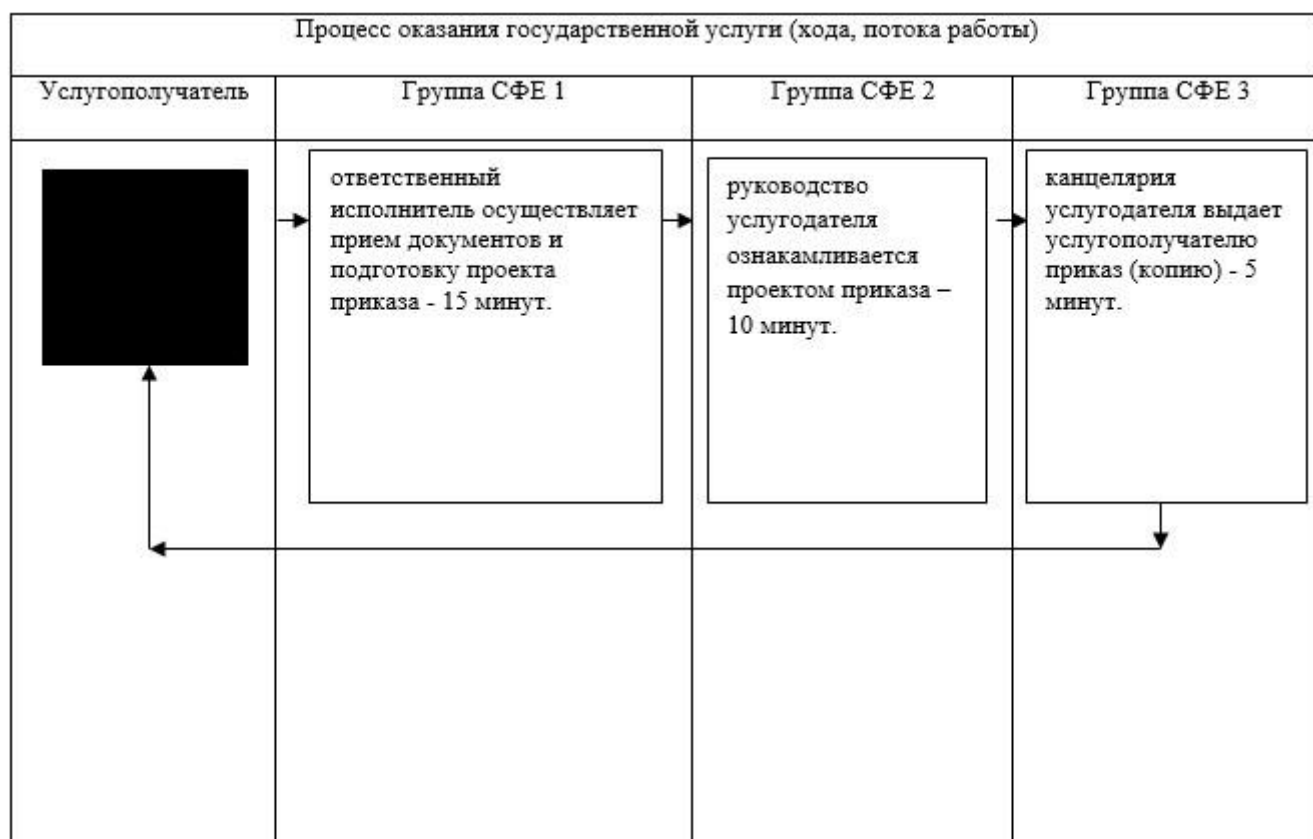 Процесс оказания государственной услуги (хода, потока работы)
Услугополучатель
Группа СФЕ 1
Группа СФЕ 2
Группа СФЕ 3
ответственный
исполнитель осуществляет
прием документов и
подготовку проекта
приказа - 15 минут.
руководство
услугодателя
ознакамливается
проектом приказа –
10 минут.
канцелярия
услугодателя выдает
услугополучателю
приказ (копию) - 5
минут.